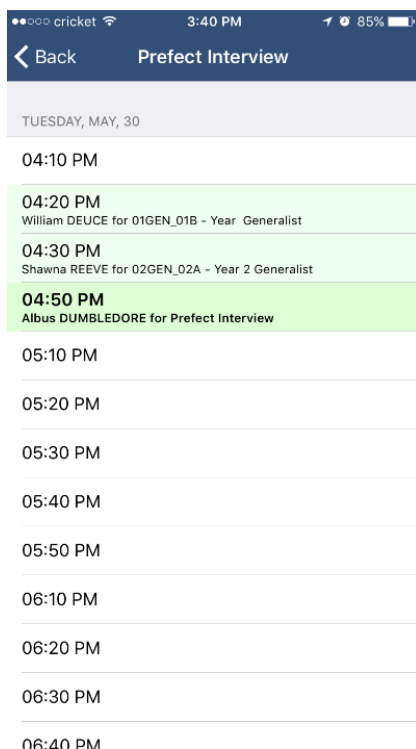 cricket 3:40 PM 85%
Back Prefect Interview
TUESDAY, MAY, 30
04:10 PM
04:20 PM
William DEUCE for 01GEN_01B - Year  Generalist
04:30 PM
Shawna REEVE for 02GEN_02A - Year 2 Generalist
04:50 PM
Albus DUMBLEDORE for Prefect Interview
05:10 PM
05:20 PM
05:30 PM
05:40 PM
05:50 PM
06:10 PM
06:20 PM
06:30 PM
06:40 PM